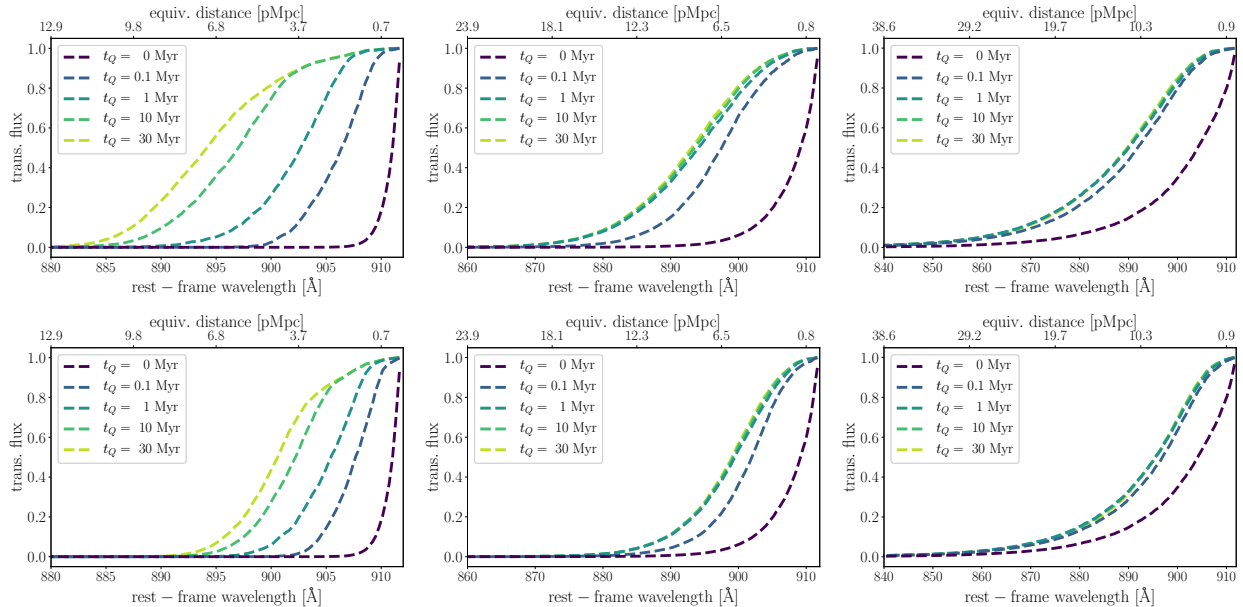 equiv. distance [pMpc]
12.9 9.8 6.8 3.7 0.7
trans. flux
1.0
0.8
0.6
0.4
0.2
0.0
t_Q = 0 Myr
t_Q = 0.1 Myr
t_Q = 1 Myr
t_Q = 10 Myr
t_Q = 30 Myr
880 885 890 895 900 905 910
rest − frame wavelength [Å]
equiv. distance [pMpc]
23.9 18.1 12.3 6.5 0.8
trans. flux
1.0
0.8
0.6
0.4
0.2
0.0
t_Q = 0 Myr
t_Q = 0.1 Myr
t_Q = 1 Myr
t_Q = 10 Myr
t_Q = 30 Myr
860 870 880 890 900 910
rest − frame wavelength [Å]
equiv. distance [pMpc]
38.6 29.2 19.7 10.3 0.9
trans. flux
1.0
0.8
0.6
0.4
0.2
0.0
t_Q = 0 Myr
t_Q = 0.1 Myr
t_Q = 1 Myr
t_Q = 10 Myr
t_Q = 30 Myr
840 850 860 870 880 890 900 910
rest − frame wavelength [Å]
equiv. distance [pMpc]
12.9 9.8 6.8 3.7 0.7
trans. flux
1.0
0.8
0.6
0.4
0.2
0.0
t_Q = 0 Myr
t_Q = 0.1 Myr
t_Q = 1 Myr
t_Q = 10 Myr
t_Q = 30 Myr
880 885 890 895 900 905 910
rest − frame wavelength [Å]
equiv. distance [pMpc]
23.9 18.1 12.3 6.5 0.8
trans. flux
1.0
0.8
0.6
0.4
0.2
0.0
t_Q = 0 Myr
t_Q = 0.1 Myr
t_Q = 1 Myr
t_Q = 10 Myr
t_Q = 30 Myr
860 870 880 890 900 910
rest − frame wavelength [Å]
equiv. distance [pMpc]
38.6 29.2 19.7 10.3 0.9
trans. flux
1.0
0.8
0.6
0.4
0.2
0.0
t_Q = 0 Myr
t_Q = 0.1 Myr
t_Q = 1 Myr
t_Q = 10 Myr
t_Q = 30 Myr
840 850 860 870 880 890 900 910
rest − frame wavelength [Å]